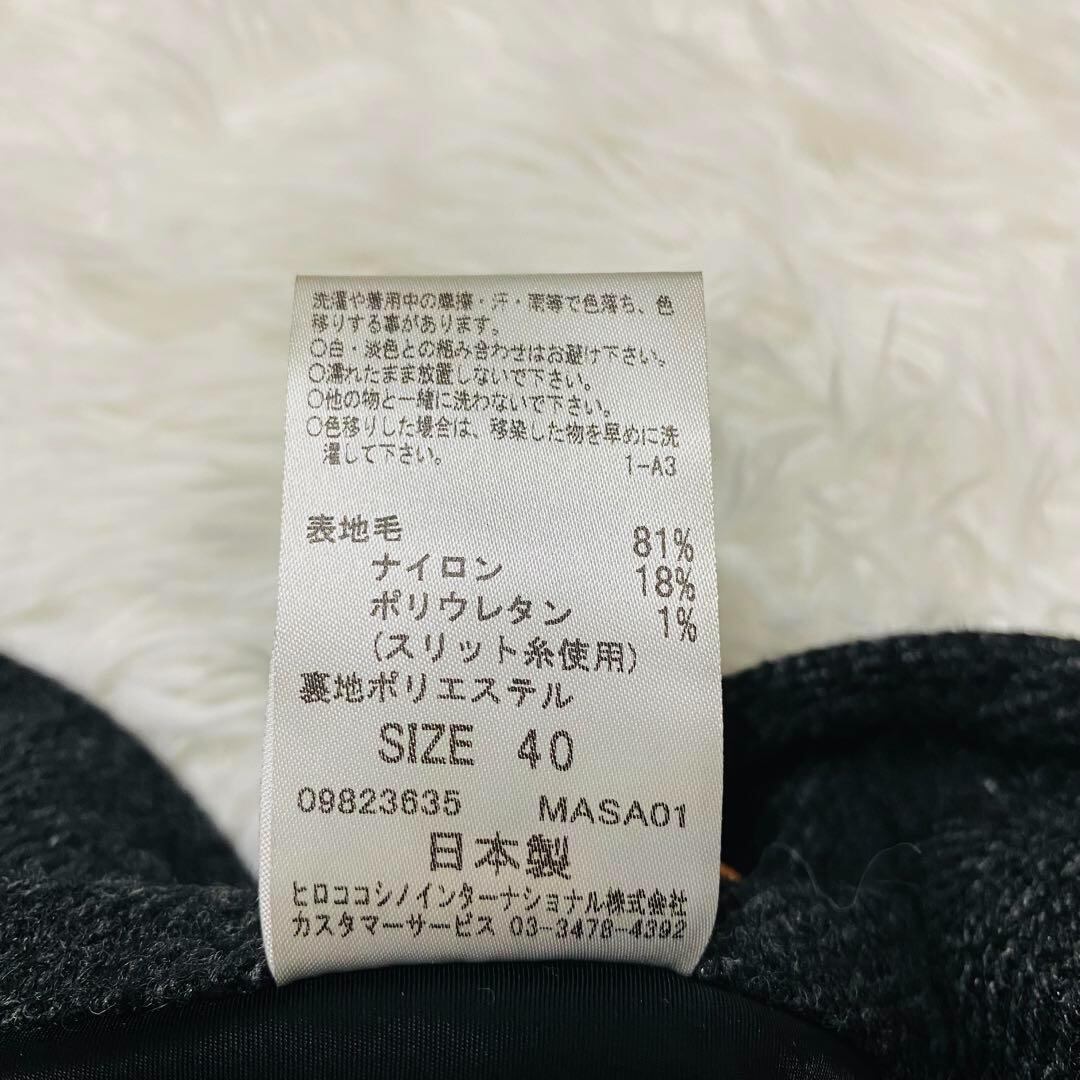 洗濯や着用中の摩擦・汗・雨等で色落ち、色
移りする事があります。
○白・淡色との組み合わせはお避け下さい。
○濡れたまま放置しないで下さい。
○他の物と一緒に洗わないで下さい。
○色移りした場合は、移染した物を早めに洗
濯して下さい。 1-A3
表地毛 81%
ナイロン 18%
ポリウレタン 1%
(スリット糸使用)
裏地ポリエステル
SIZE 40
09823635 MASA01
日本製
ヒロココシノインターナショナル株式会社
カスタマーサービス 03-3478-4392